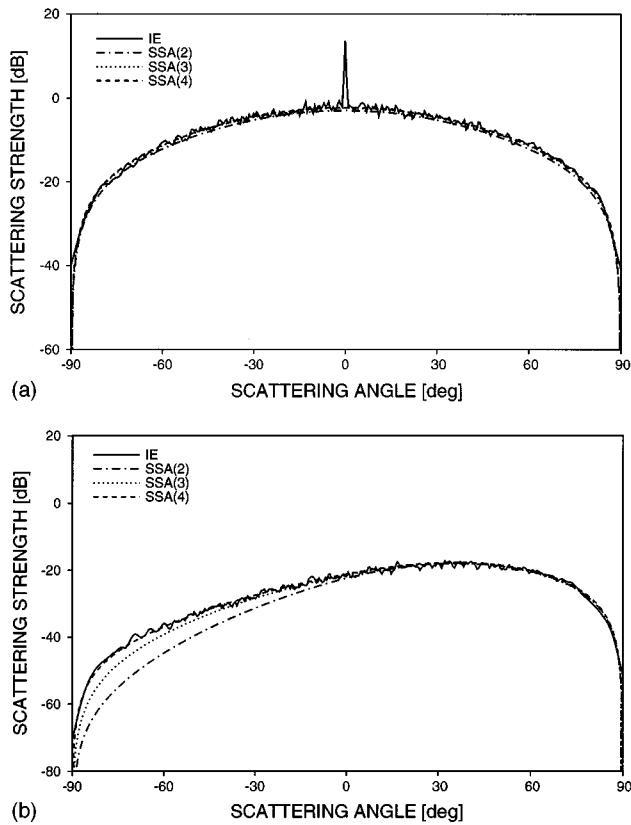 20
IE
SSA(2)
SSA(3)
SSA(4)
0
-20
-40
-60
SCATTERING STRENGTH [dB]
-90 -60 -30 0 30 60 90
(a) SCATTERING ANGLE [deg]
20
IE
SSA(2)
SSA(3)
SSA(4)
0
-20
-40
-60
-80
SCATTERING STRENGTH [dB]
-90 -60 -30 0 30 60 90
(b) SCATTERING ANGLE [deg]